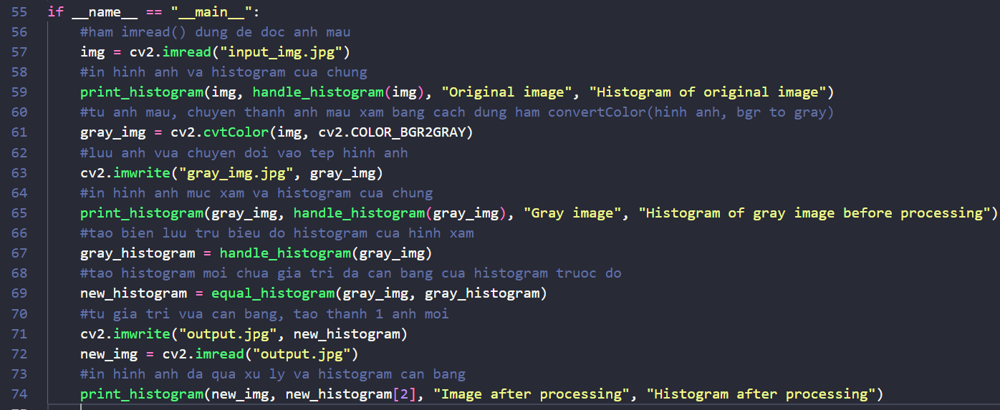 55 if __name__ == "__main__":
56     #ham imread() dung de doc anh mau
57     img = cv2.imread("input_img.jpg")
58     #in hinh anh va histogram cua chung
59     print_histogram(img, handle_histogram(img), "Original image", "Histogram of original image")
60     #tu anh mau, chuyen thanh anh mau xam bang cach dung ham convertColor(hinh anh, bgr to gray)
61     gray_img = cv2.cvtColor(img, cv2.COLOR_BGR2GRAY)
62     #luu anh vua chuyen doi vao tep hinh anh
63     cv2.imwrite("gray_img.jpg", gray_img)
64     #in hinh anh muc xam va histogram cua chung
65     print_histogram(gray_img, handle_histogram(gray_img), "Gray image", "Histogram of gray image before processing")
66     #tao bien luu tru bieu do histogram cua hinh xam
67     gray_histogram = handle_histogram(gray_img)
68     #tao histogram moi chua gia tri da can bang cua histogram truoc do
69     new_histogram = equal_histogram(gray_img, gray_histogram)
70     #tu gia tri vua can bang, tao thanh 1 anh moi
71     cv2.imwrite("output.jpg", new_histogram)
72     new_img = cv2.imread("output.jpg")
73     #in hinh anh da qua xu ly va histogram can bang
74     print_histogram(new_img, new_histogram[2], "Image after processing", "Histogram after processing")